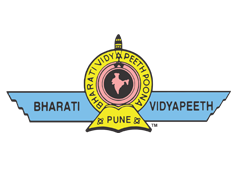 BHARATI VIDYAPEETH POONA
BHARATI VIDYAPEETH
PUNE
TM